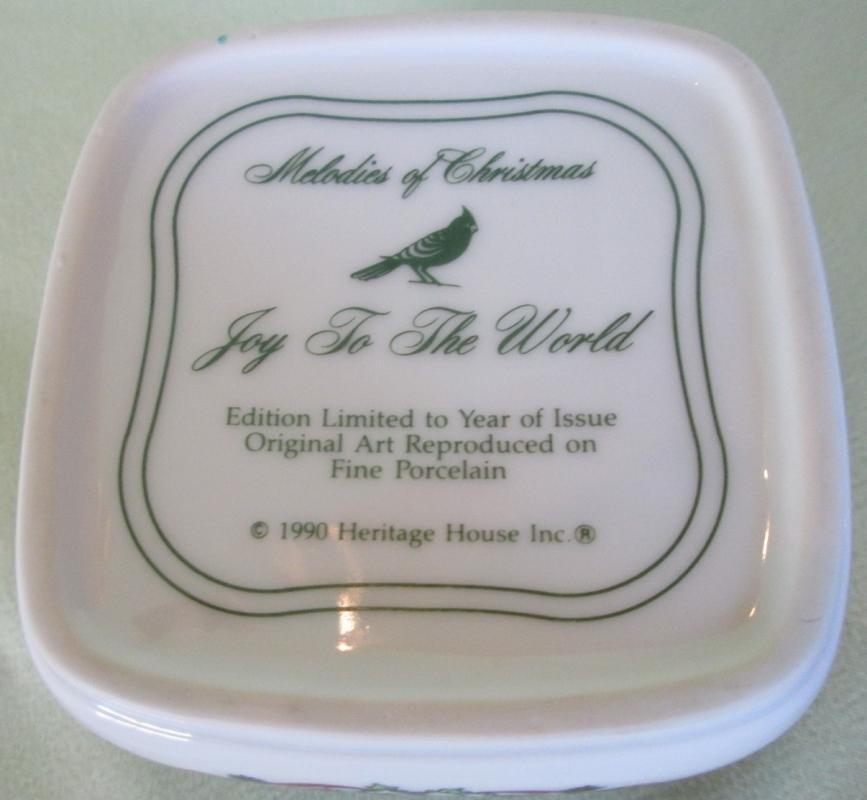 Melodies of Christmas
Joy To The World
Edition Limited to Year of Issue
Original Art Reproduced on
Fine Porcelain
© 1990 Heritage House Inc.®